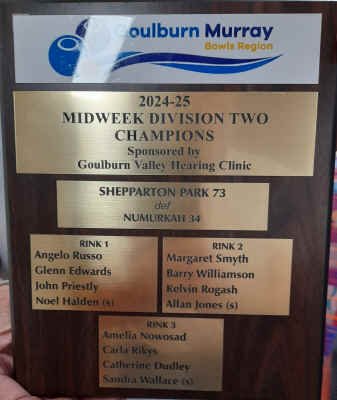 Goulburn Murray
Bowls Region
2024-25
MIDWEEK DIVISION TWO
CHAMPIONS
Sponsored by
Goulburn Valley Hearing Clinic
SHEPPARTON PARK 73
def
NUMURKAH 34
RINK 1
Angelo Russo
Glenn Edwards
John Priestly
Noel Halden (s)
RINK 2
Margaret Smyth
Barry Williamson
Kelvin Rogash
Allan Jones (s)
RINK 3
Amelia Nowosad
Carla Rikys
Catherine Dudley
Sandra Wallace (s)